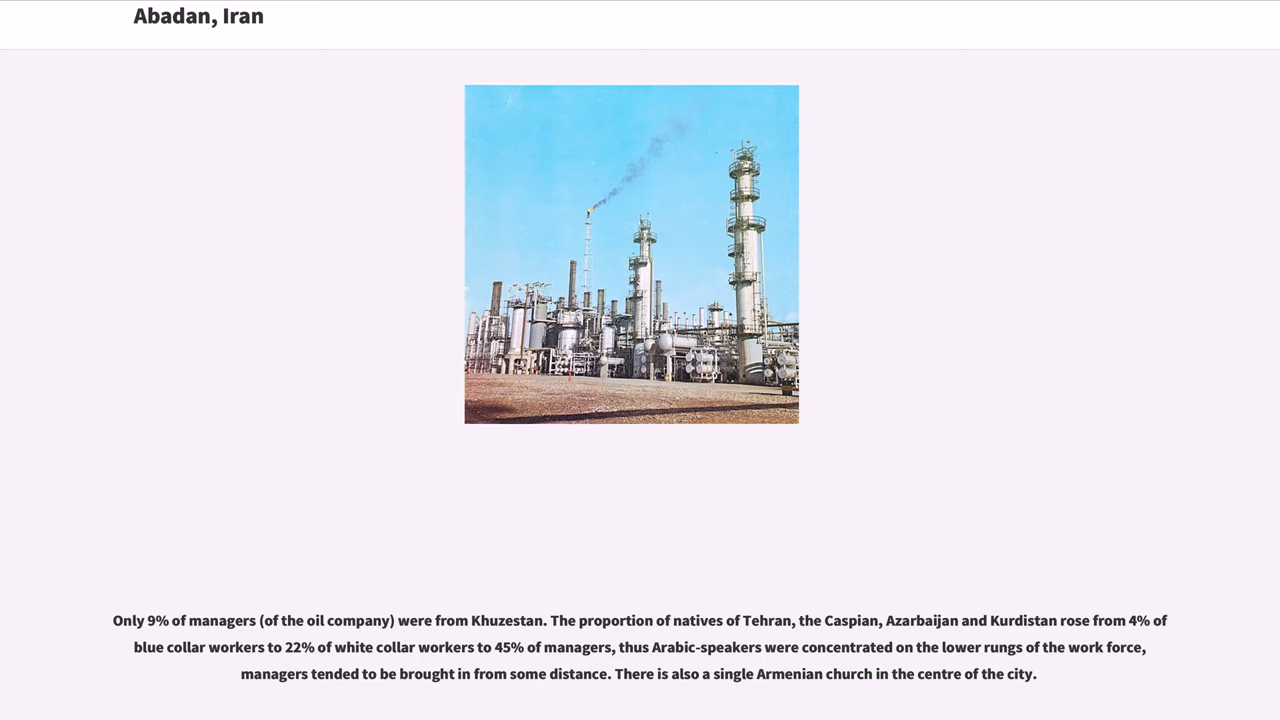 Abadan, Iran
Only 9% of managers (of the oil company) were from Khuzestan. The proportion of natives of Tehran, the Caspian, Azarbaijan and Kurdistan rose from 4% of
blue collar workers to 22% of white collar workers to 45% of managers, thus Arabic-speakers were concentrated on the lower rungs of the work force,
managers tended to be brought in from some distance. There is also a single Armenian church in the centre of the city.